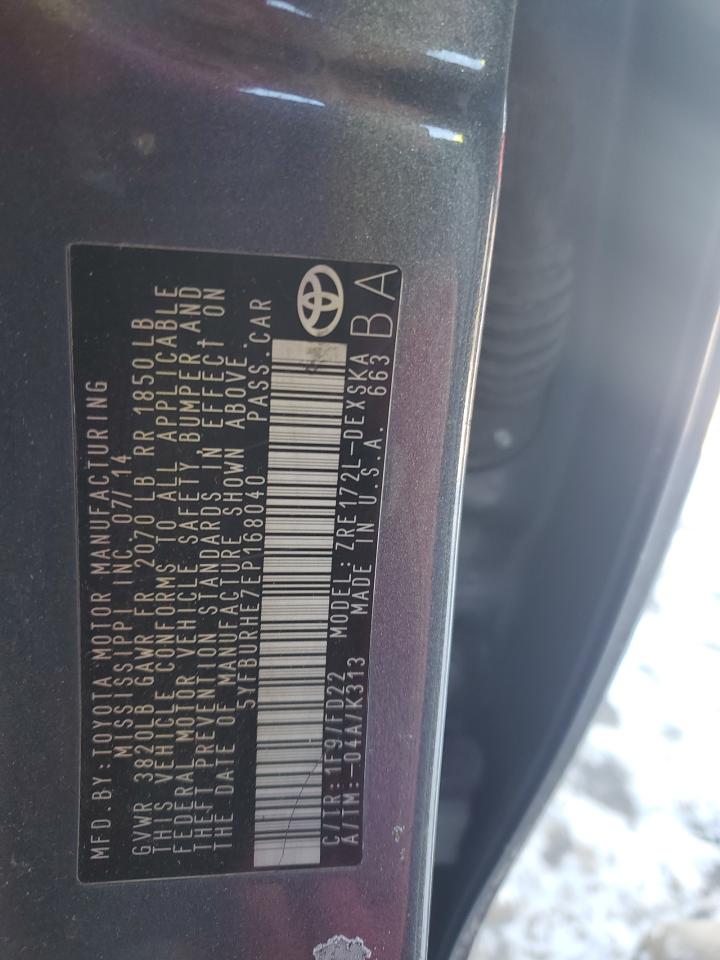 MFD. BY: TOYOTA MOTOR MANUFACTURING
MISSISSIPPI INC. 07/14
GVWR 3820LB GAWR FR 2070 LB RR 1850 LB
THIS VEHICLE CONFORMS TO ALL APPLICABLE
FEDERAL MOTOR VEHICLE SAFETY BUMPER AND
THEFT PREVENTION STANDARDS IN EFFECT ON
THE DATE OF MANUFACTURE SHOWN ABOVE.
5YFBURHE7EP168040 PASS. CAR
C/TR: 1F9/FD22 MODEL: ZRE172L-DEXSKA
A/TM: -04A/K313 MADE IN U.S.A. 663
BA